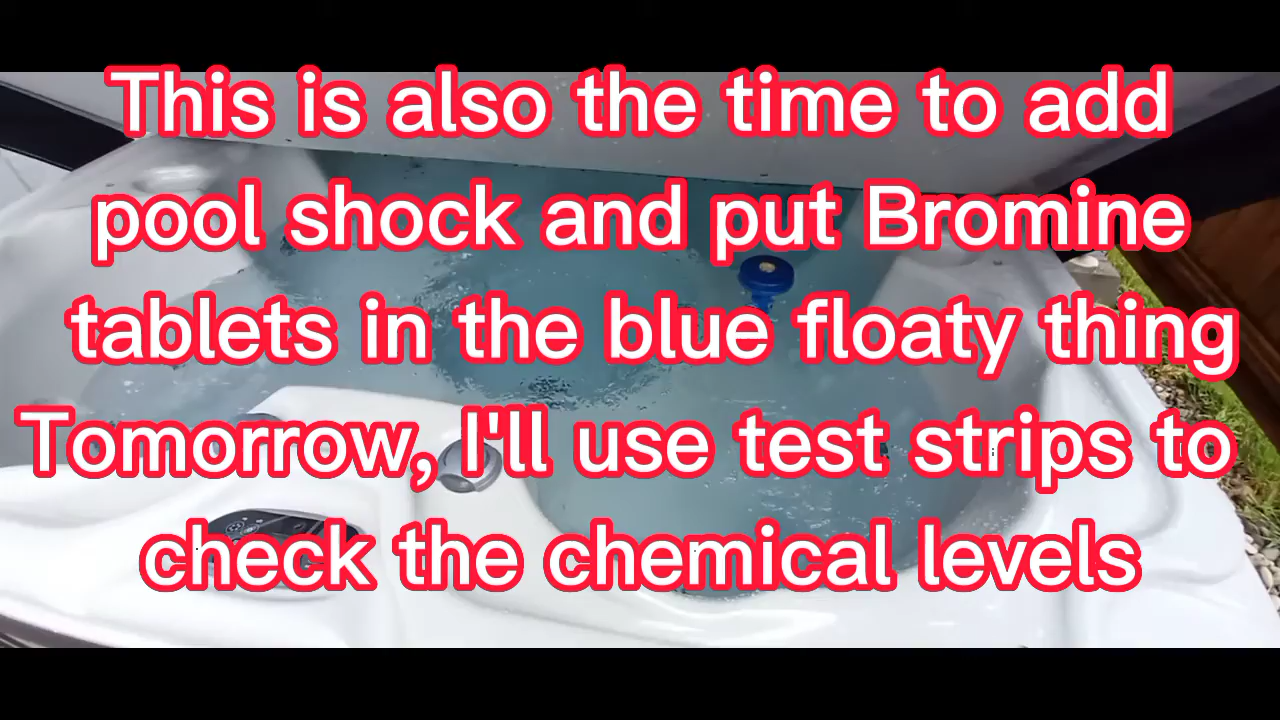 This is also the time to add
pool shock and put Bromine
tablets in the blue floaty thing
Tomorrow, I'll use test strips to
check the chemical levels